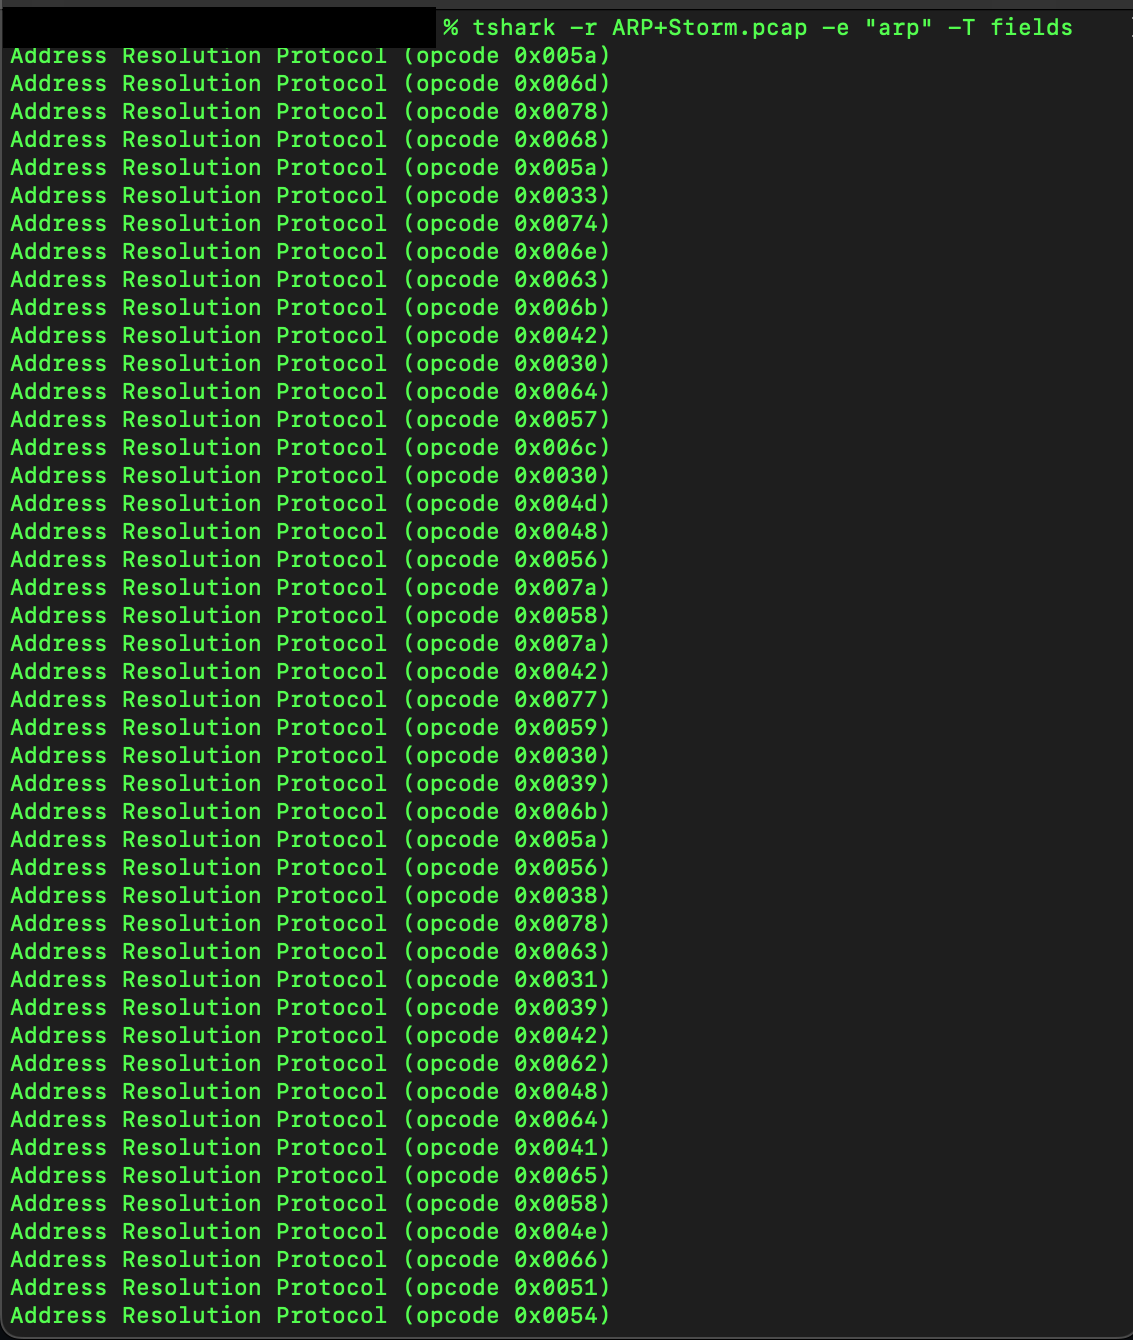 % tshark -r ARP+Storm.pcap -e "arp" -T fields
Address Resolution Protocol (opcode 0x005a)
Address Resolution Protocol (opcode 0x006d)
Address Resolution Protocol (opcode 0x0078)
Address Resolution Protocol (opcode 0x0068)
Address Resolution Protocol (opcode 0x005a)
Address Resolution Protocol (opcode 0x0033)
Address Resolution Protocol (opcode 0x0074)
Address Resolution Protocol (opcode 0x006e)
Address Resolution Protocol (opcode 0x0063)
Address Resolution Protocol (opcode 0x006b)
Address Resolution Protocol (opcode 0x0042)
Address Resolution Protocol (opcode 0x0030)
Address Resolution Protocol (opcode 0x0064)
Address Resolution Protocol (opcode 0x0057)
Address Resolution Protocol (opcode 0x006c)
Address Resolution Protocol (opcode 0x0030)
Address Resolution Protocol (opcode 0x004d)
Address Resolution Protocol (opcode 0x0048)
Address Resolution Protocol (opcode 0x0056)
Address Resolution Protocol (opcode 0x007a)
Address Resolution Protocol (opcode 0x0058)
Address Resolution Protocol (opcode 0x007a)
Address Resolution Protocol (opcode 0x0042)
Address Resolution Protocol (opcode 0x0077)
Address Resolution Protocol (opcode 0x0059)
Address Resolution Protocol (opcode 0x0030)
Address Resolution Protocol (opcode 0x0039)
Address Resolution Protocol (opcode 0x006b)
Address Resolution Protocol (opcode 0x005a)
Address Resolution Protocol (opcode 0x0056)
Address Resolution Protocol (opcode 0x0038)
Address Resolution Protocol (opcode 0x0078)
Address Resolution Protocol (opcode 0x0063)
Address Resolution Protocol (opcode 0x0031)
Address Resolution Protocol (opcode 0x0039)
Address Resolution Protocol (opcode 0x0042)
Address Resolution Protocol (opcode 0x0062)
Address Resolution Protocol (opcode 0x0048)
Address Resolution Protocol (opcode 0x0064)
Address Resolution Protocol (opcode 0x0041)
Address Resolution Protocol (opcode 0x0065)
Address Resolution Protocol (opcode 0x0058)
Address Resolution Protocol (opcode 0x004e)
Address Resolution Protocol (opcode 0x0066)
Address Resolution Protocol (opcode 0x0051)
Address Resolution Protocol (opcode 0x0054)